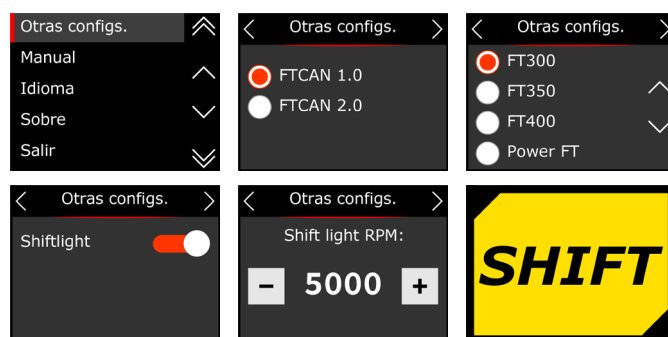 Otras configs.
Manual
Idioma
Sobre
Salir
Otras configs.
FTCAN 1.0
FTCAN 2.0
Otras configs.
FT300
FT350
FT400
Power FT
Otras configs.
Shiftlight
Otras configs.
Shift light RPM:
- 5000 +
SHIFT